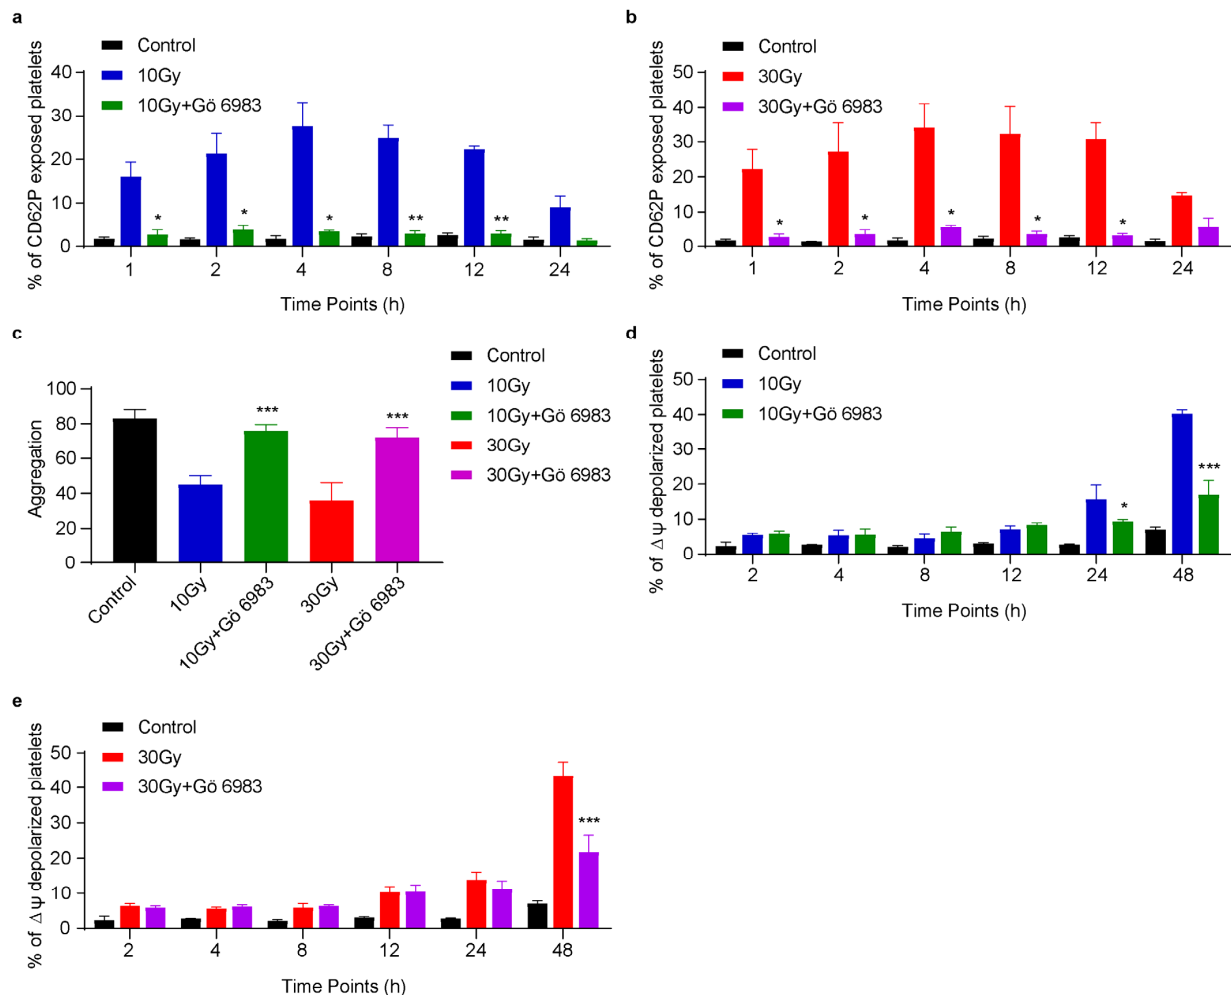 a
Control
10Gy
10Gy+Gö 6983
% of CD62P exposed platelets
40
30
20
10
0
*
*
*
**
**
1 2 4 8 12 24
Time Points (h)
b
Control
30Gy
30Gy+Gö 6983
% of CD62P exposed platelets
50
40
30
20
10
0
*
*
*
*
*
1 2 4 8 12 24
Time Points (h)
c
Control
10Gy
10Gy+Gö 6983
30Gy
30Gy+Gö 6983
Aggregation
100
80
60
40
20
0
***
***
Control
10Gy
10Gy+Gö 6983
30Gy
30Gy+Gö 6983
d
Control
10Gy
10Gy+Gö 6983
% of Δψ depolarized platelets
50
40
30
20
10
0
*
***
2 4 8 12 24 48
Time Points (h)
e
Control
30Gy
30Gy+Gö 6983
% of Δψ depolarized platelets
50
40
30
20
10
0
***
2 4 8 12 24 48
Time Points (h)